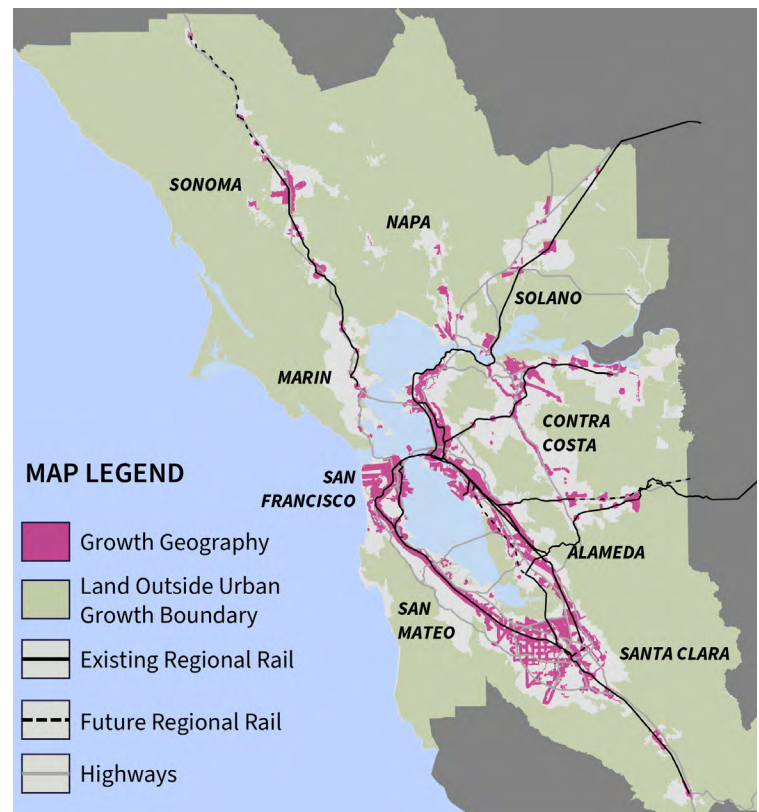 SONOMA
NAPA
SOLANO
MARIN
CONTRA
COSTA
SAN
FRANCISCO
ALAMEDA
SAN
MATEO
SANTA CLARA
MAP LEGEND
Growth Geography
Land Outside Urban
Growth Boundary
Existing Regional Rail
Future Regional Rail
Highways